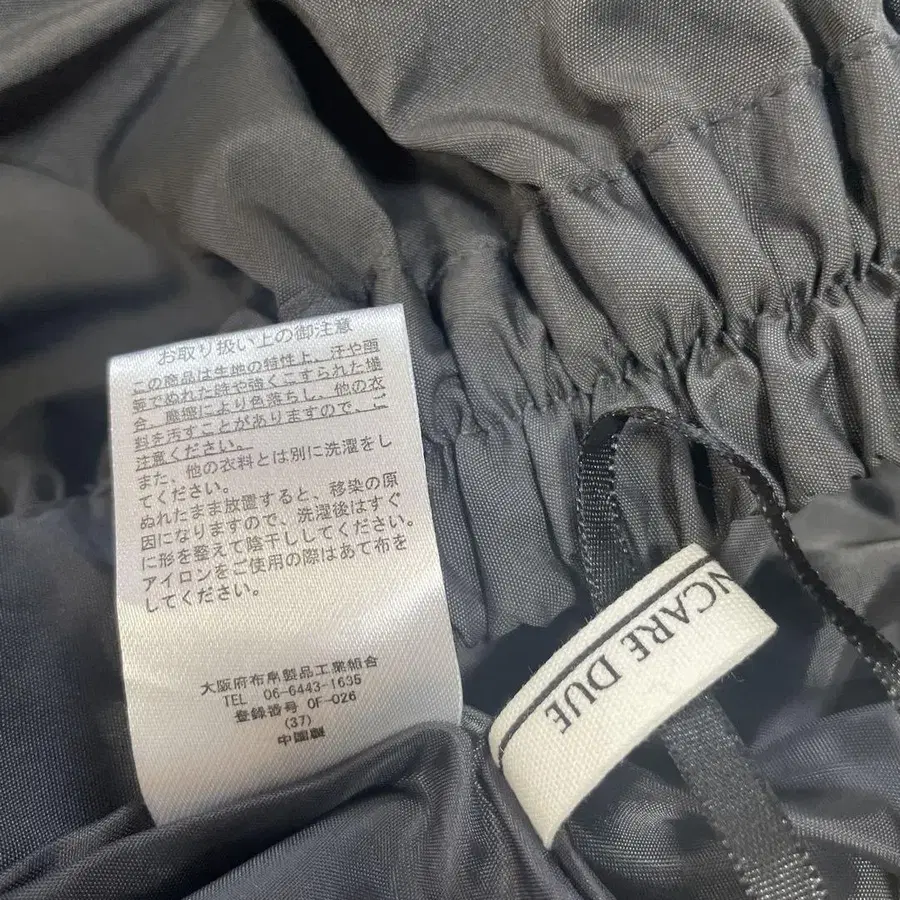 お取り扱い上の御注意
この商品は生地の特性上、汗や雨
等でぬれた時や強くこすられた場
合、摩擦により色落ちし、他の衣
料を汚すことがありますので、ご
注意ください。
また、他の衣料とは別に洗濯をし
てください。
ぬれたまま放置すると、移染の原
因になりますので、洗濯後はすぐ
に形を整えて陰干ししてください。
アイロンをご使用の際はあて布を
してください。
大阪府布帛製品工業組合
TEL 06-6443-1635
登録番号 OF-026
(37)
中国製
NCARE DUE